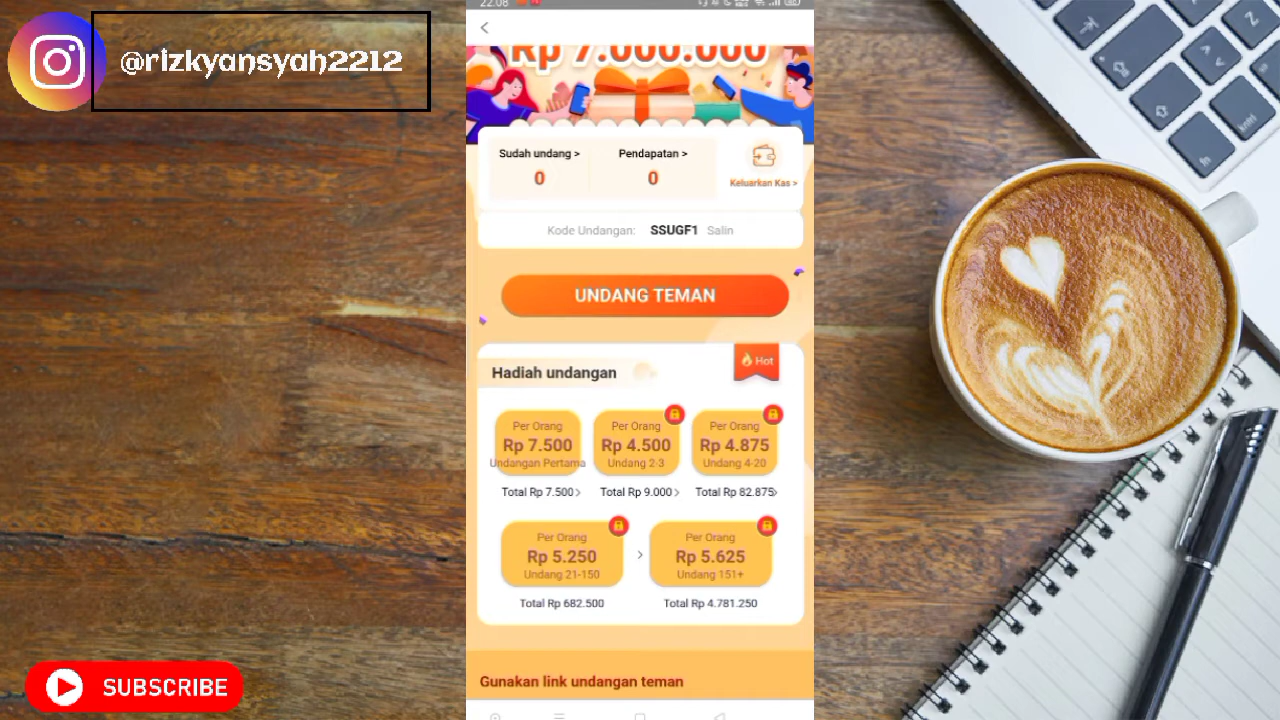 @rizkyansyah2212
22.08
Rp 7.000.000
Sudah undang >
Pendapatan >
0
0
Keluarkan Kas >
Kode Undangan: SSUGF1 Salin
UNDANG TEMAN
Hadiah undangan
Hot
Per Orang
Rp 7.500
Undangan Pertama
Total Rp 7.500 >
Per Orang
Rp 4.500
Undang 2-3
Total Rp 9.000 >
Per Orang
Rp 4.875
Undang 4-20
Total Rp 82.875 >
Per Orang
Rp 5.250
Undang 21-150
Total Rp 682.500
>
Per Orang
Rp 5.625
Undang 151+
Total Rp 4.781.250
Gunakan link undangan teman
SUBSCRIBE
Z
fn